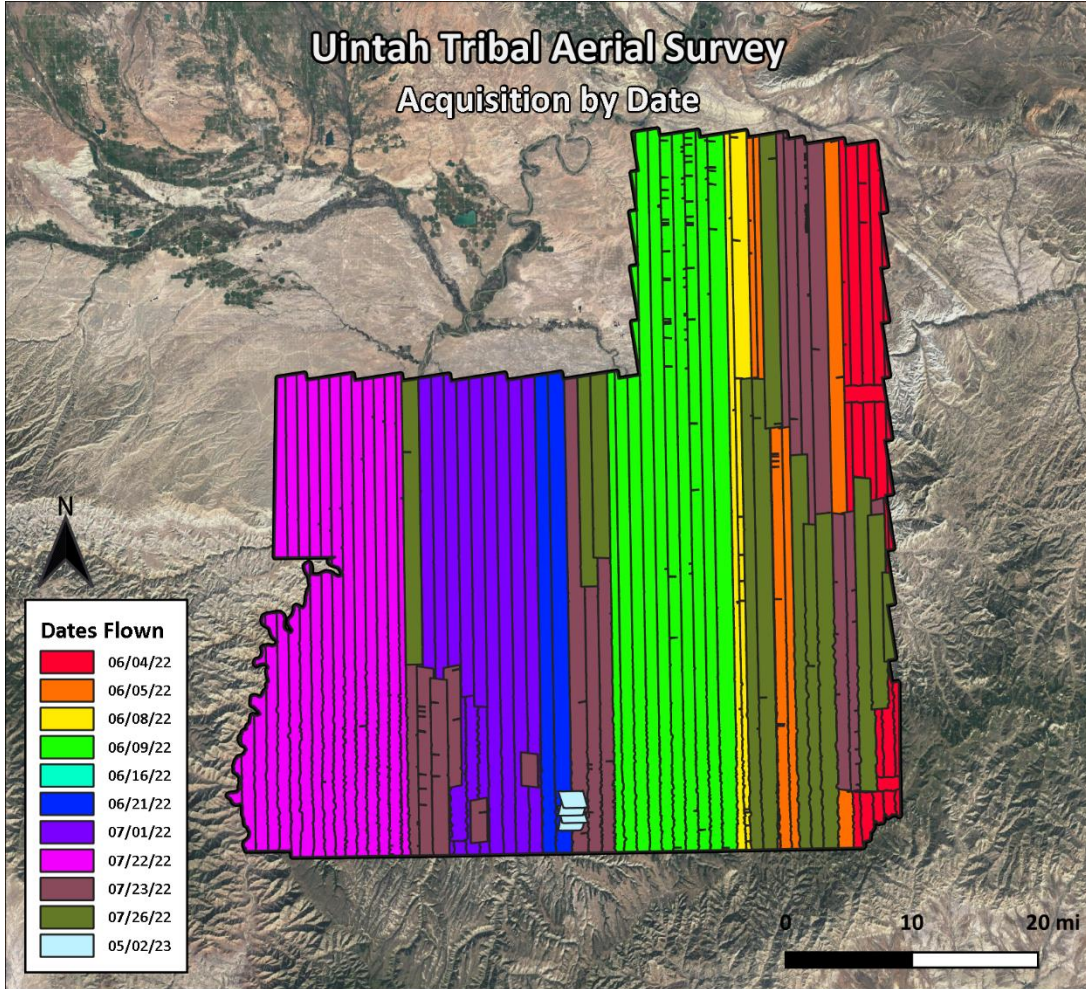 Uintah Tribal Aerial Survey
Acquisition by Date
N
Dates Flown
06/04/22
06/05/22
06/08/22
06/09/22
06/16/22
06/21/22
07/01/22
07/22/22
07/23/22
07/26/22
05/02/23
0 10 20 mi